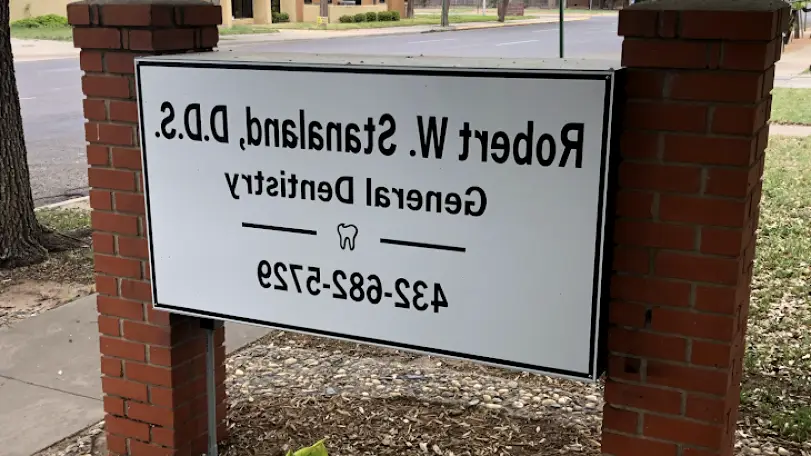 Robert W. Stanaland, D.D.S.
General Dentistry
432-682-5729